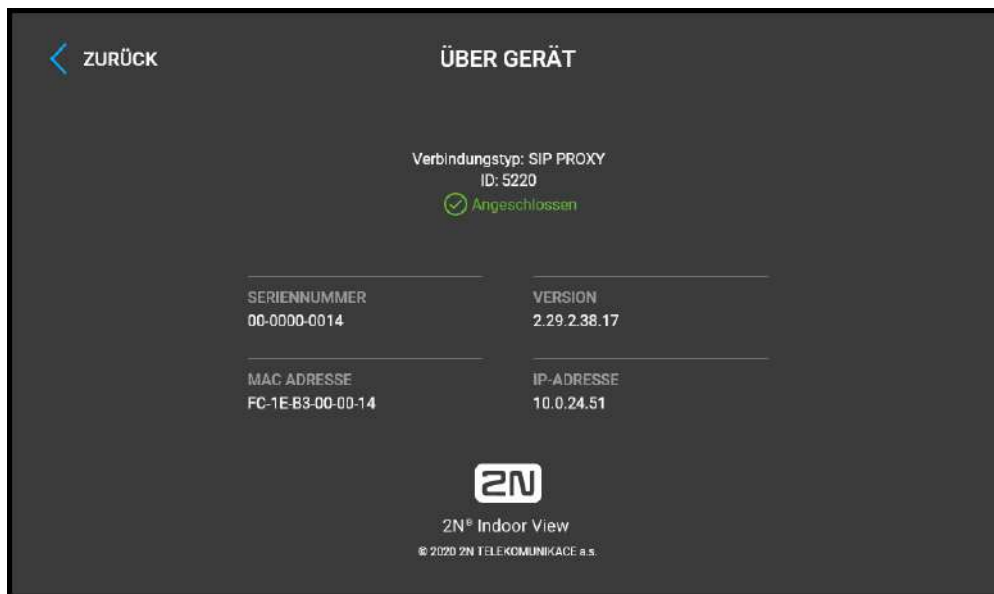 ZURÜCK
ÜBER GERÄT
Verbindungstyp: SIP PROXY
ID: 5220
Angeschlossen
SERIENNUMMER
00-0000-0014
VERSION
2.29.2.38.17
MAC ADRESSE
FC-1E-B3-00-00-14
IP-ADRESSE
10.0.24.51
2N
2N® Indoor View
© 2020 2N TELEKOMUNIKACE a.s.